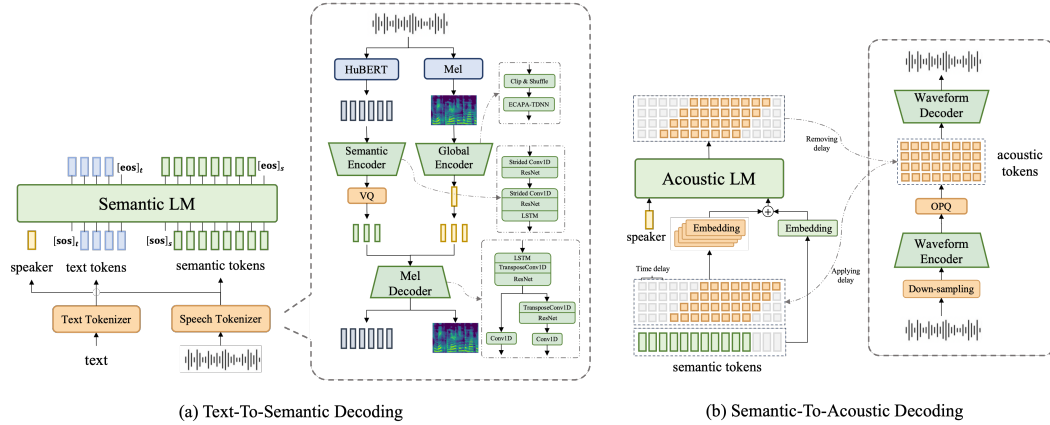 HuBERT
Mel
Clip & Shuffle
ECAPA-TDNN
Semantic
Encoder
Global
Encoder
VQ
Strided Conv1D
ResNet
Strided Conv1D
ResNet
LSTM
Mel
Decoder
LSTM
TransposeConv1D
ResNet
TransposeConv1D
ResNet
Conv1D
Conv1D
[eos]t
[eos]s
Semantic LM
[sos]t
[sos]s
speaker
text tokens
semantic tokens
Text Tokenizer
Speech Tokenizer
text
(a) Text-To-Semantic Decoding
Removing
delay
Acoustic LM
speaker
Embedding
Embedding
Time delay
Applying
delay
semantic tokens
Waveform
Decoder
acoustic
tokens
OPQ
Waveform
Encoder
Down-sampling
(b) Semantic-To-Acoustic Decoding